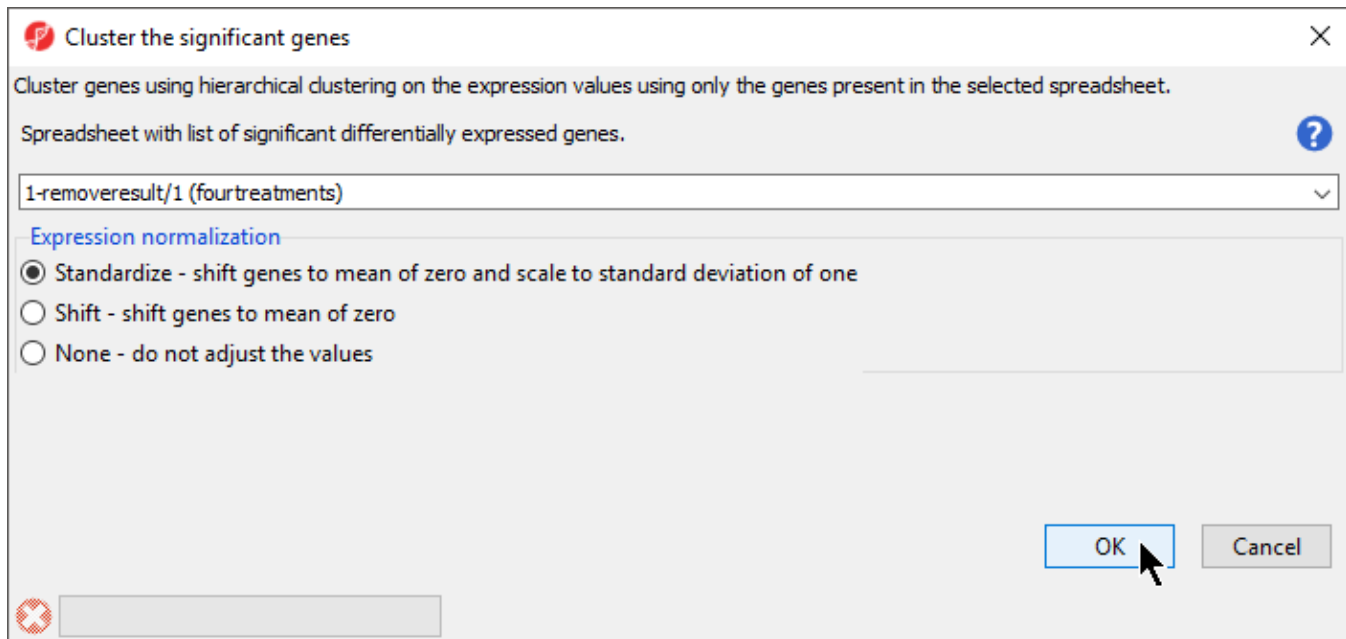 Cluster the significant genes
Cluster genes using hierarchical clustering on the expression values using only the genes present in the selected spreadsheet.
Spreadsheet with list of significant differentially expressed genes.
?
1-removeresult/1 (fourtreatments)
Expression normalization
Standardize - shift genes to mean of zero and scale to standard deviation of one
Shift - shift genes to mean of zero
None - do not adjust the values
OK Cancel